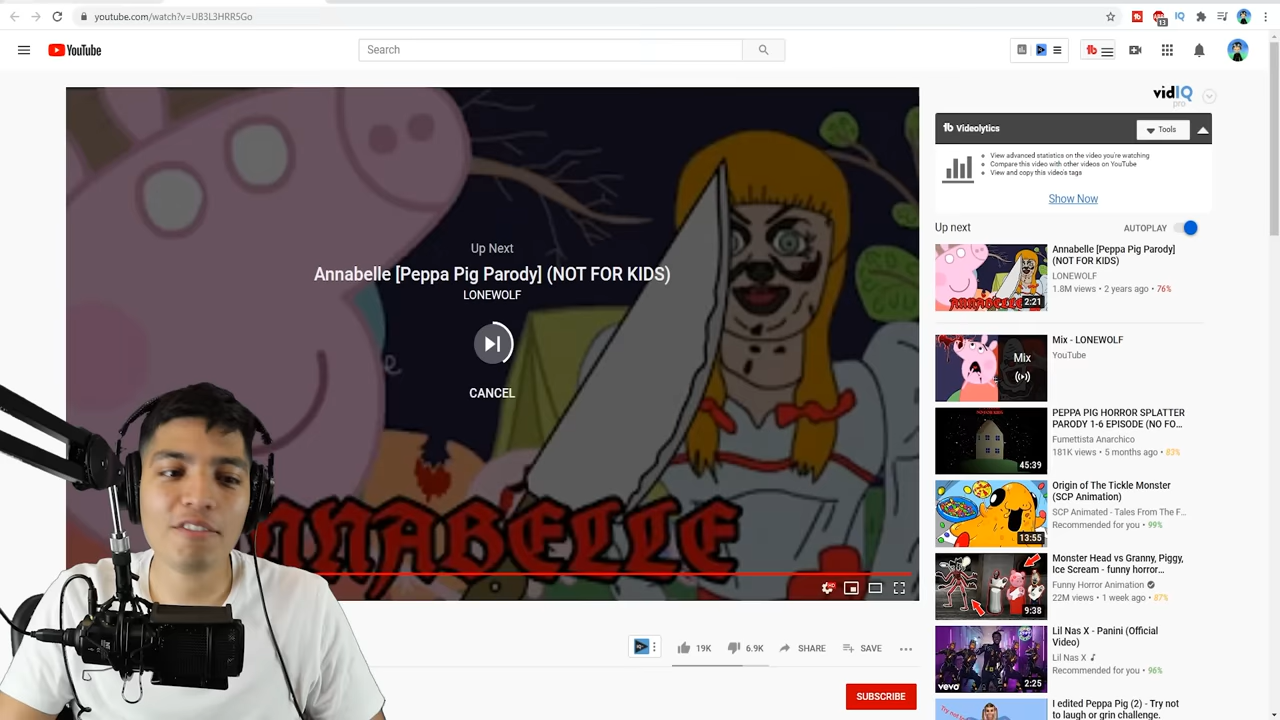 youtube.com/watch?v=UB3L3HRR5Go
13
IQ
YouTube
Search
vidIQ
pro
Videolytics
Tools
View advanced statistics on the video you're watching
Compare this video with other videos on YouTube
View and copy this video's tags
Show Now
Up next
AUTOPLAY
Up Next
Annabelle [Peppa Pig Parody] (NOT FOR KIDS)
LONEWOLF
CANCEL
HD
ANNABELLE
Annabelle [Peppa Pig Parody]
(NOT FOR KIDS)
LONEWOLF
1.8M views • 2 years ago • 76%
2:21
Mix
Mix - LONEWOLF
YouTube
PEPPA PIG HORROR SPLATTER
PARODY 1-6 EPISODE (NO FO...
Fumettista Anarchico
181K views • 5 months ago • 83%
45:39
Origin of The Tickle Monster
(SCP Animation)
SCP Animated - Tales From The F...
Recommended for you • 99%
13:55
Monster Head vs Granny, Piggy,
Ice Scream - funny horror...
Funny Horror Animation
22M views • 1 week ago • 87%
9:38
Lil Nas X - Panini (Official
Video)
Lil Nas X
Recommended for you • 96%
vevo
2:25
I edited Peppa Pig (2) - Try not
to laugh or grin challenge.
19K
6.9K
SHARE
SAVE
SUBSCRIBE